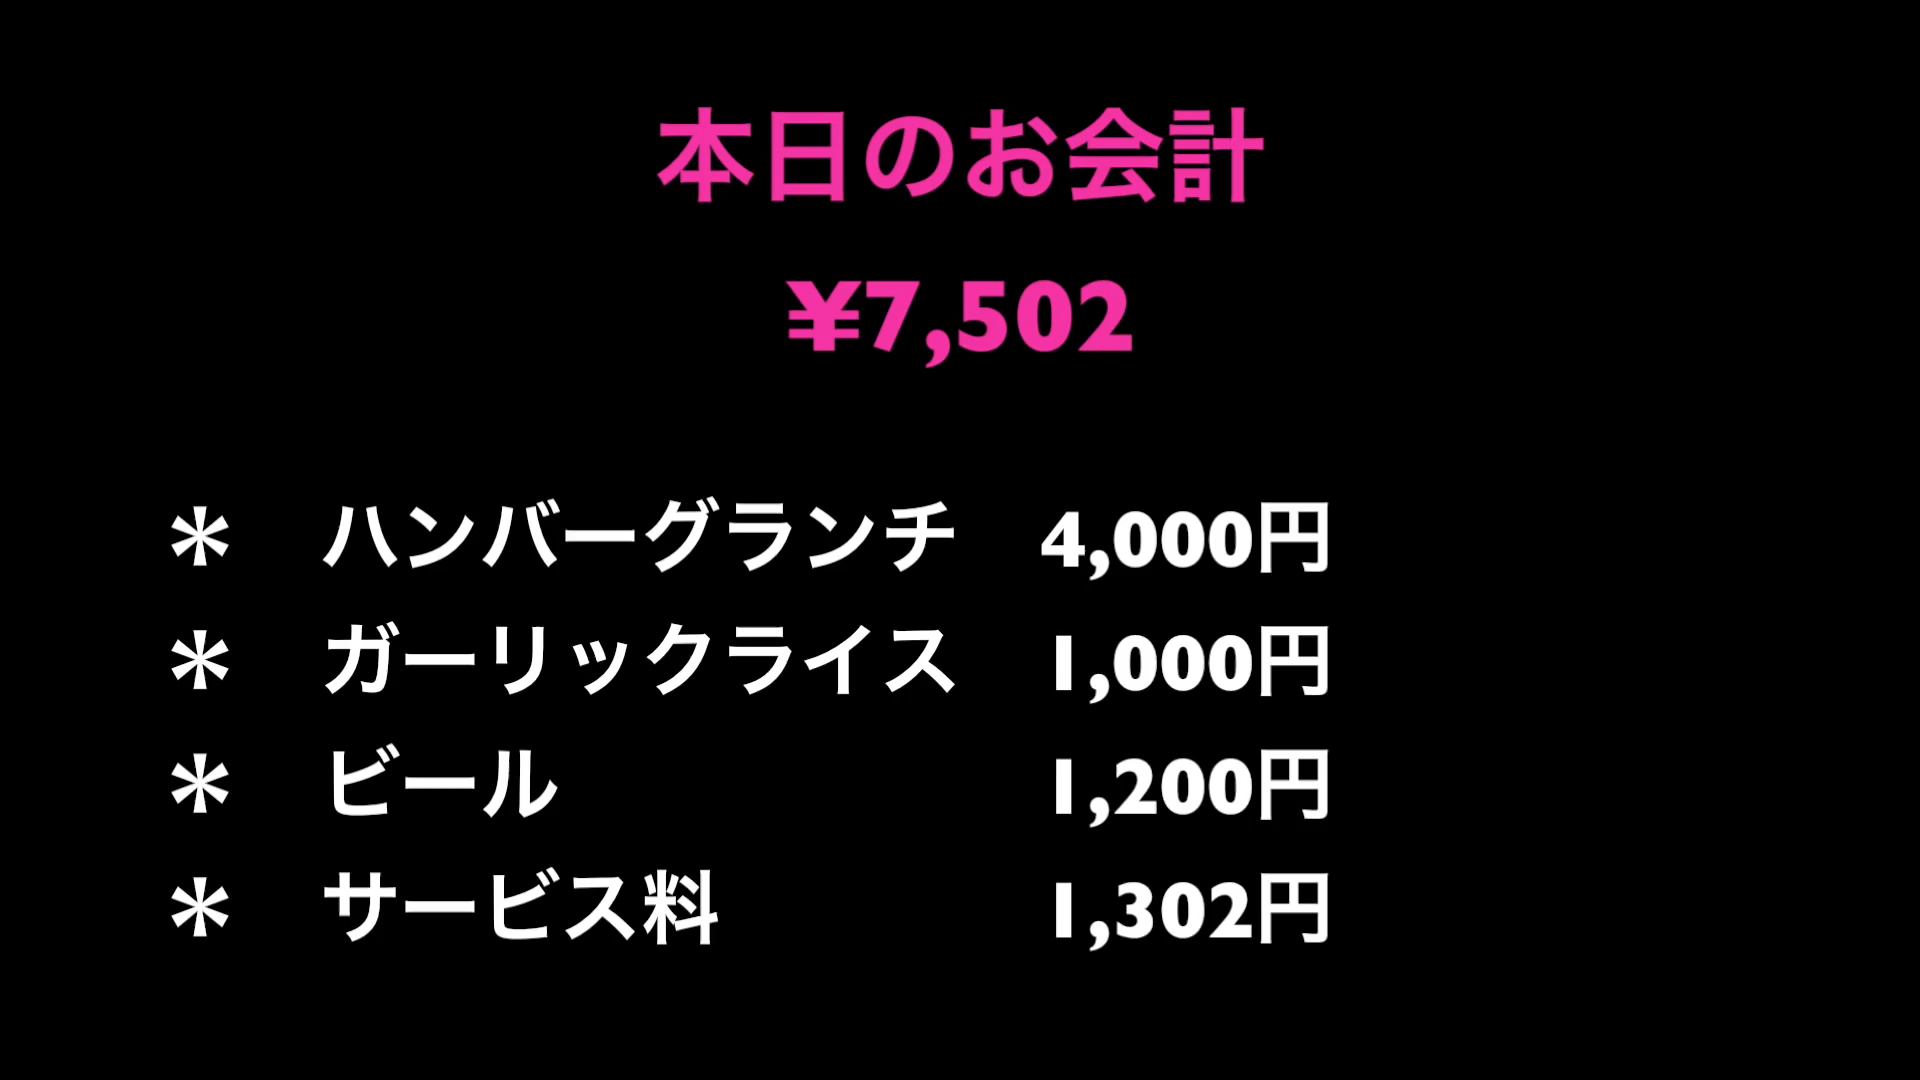 本日のお会計
¥7,502
* ハンバーグランチ 4,000円
* ガーリックライス 1,000円
* ビール 1,200円
* サービス料 1,302円